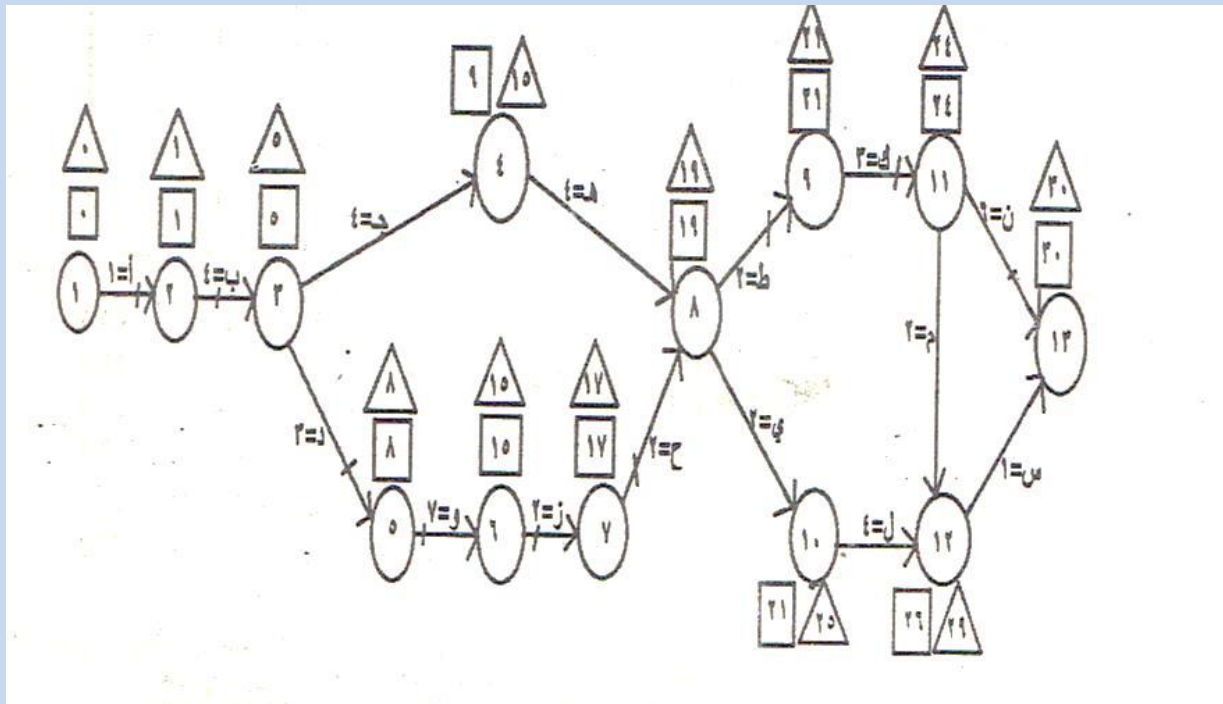 ٠
٠
١
أ=١
١
١
٢
ب=٤
٥
٥
٣
جـ=٤
٩
١٥
٤
هـ=٤
د=٣
٨
٨
٥
و=٧
١٥
١٥
٦
ز=٢
١٧
١٧
٧
ح=٢
١٩
١٩
٨
ط=٢
٢١
٢١
٩
ك=٣
٢٤
٢٤
١١
ن=٦
م=٢
ي=٢
١٠
٢١
٢٥
ل=٤
١٢
٢٦
٢٩
س=١
٣٠
٣٠
١٣